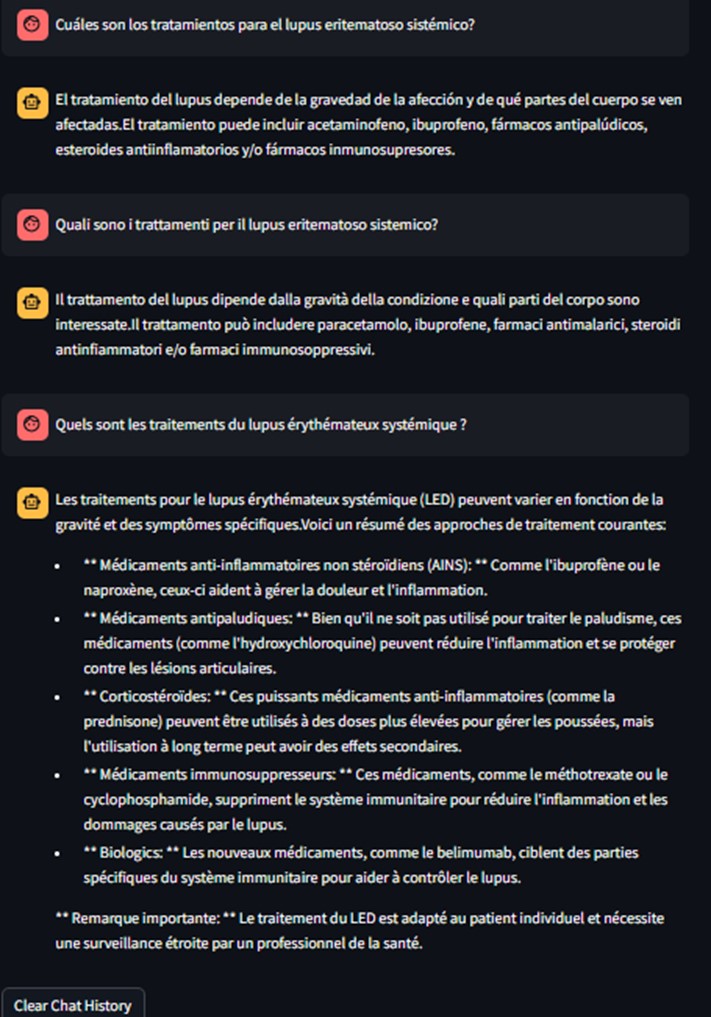 Cuáles son los tratamientos para el lupus eritematoso sistémico?
El tratamiento del lupus depende de la gravedad de la afección y de qué partes del cuerpo se ven
afectadas.El tratamiento puede incluir acetaminofeno, ibuprofeno, fármacos antipalúdicos,
esteroides antiinflamatorios y/o fármacos inmunosupresores.
Quali sono i trattamenti per il lupus eritematoso sistemico?
Il trattamento del lupus dipende dalla gravità della condizione e quali parti del corpo sono
interessate.Il trattamento può includere paracetamolo, ibuprofene, farmaci antimalarici, steroidi
antinfiammatori e/o farmaci immunosoppressivi.
Quels sont les traitements du lupus érythémateux systémique ?
Les traitements pour le lupus érythémateux systémique (LED) peuvent varier en fonction de la
gravité et des symptômes spécifiques.Voici un résumé des approches de traitement courantes:
• ** Médicaments anti-inflammatoires non stéroïdiens (AINS): ** Comme l'ibuprofène ou le
naproxène, ceux-ci aident à gérer la douleur et l'inflammation.
• ** Médicaments antipaludiques: ** Bien qu'il ne soit pas utilisé pour traiter le paludisme, ces
médicaments (comme l'hydroxychloroquine) peuvent réduire l'inflammation et se protéger
contre les lésions articulaires.
• ** Corticostéroïdes: ** Ces puissants médicaments anti-inflammatoires (comme la
prednisone) peuvent être utilisés à des doses plus élevées pour gérer les poussées, mais
l'utilisation à long terme peut avoir des effets secondaires.
• ** Médicaments immunosuppresseurs: ** Ces médicaments, comme le méthotrexate ou le
cyclophosphamide, suppriment le système immunitaire pour réduire l'inflammation et les
dommages causés par le lupus.
• ** Biologics: ** Les nouveaux médicaments, comme le belimumab, ciblent des parties
spécifiques du système immunitaire pour aider à contrôler le lupus.
** Remarque importante: ** Le traitement du LED est adapté au patient individuel et nécessite
une surveillance étroite par un professionnel de la santé.
Clear Chat History